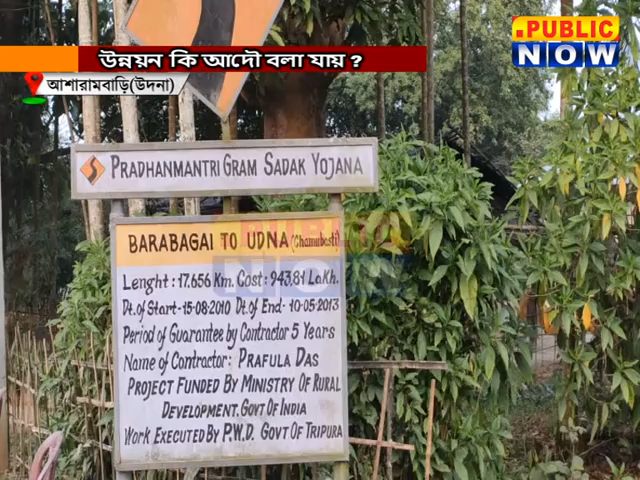 উন্নয়ন কি আদৌ বলা যায় ?
PUBLIC
NOW
আশারামবাড়ি(উদনা)
PRADHANMANTRI GRAM SADAK YOJANA
BARABAGAI TO UDNA (Chamubasti)
Lenght : 17.656 Km. Cost : 943.81 Lakh.
Dt. of Start-15-08-2010 Dt. of End- 10-05-2013
Period of Guarantee by Contractor 5 Years
Name of Contractor: PRAFULA DAS
PROJECT FUNDED BY MINISTRY OF RURAL
DEVELOPMENT. GOVT OF INDIA
WORK EXECUTED BY P.W.D. GOVT OF TRIPURA
PUBLIC
NOW